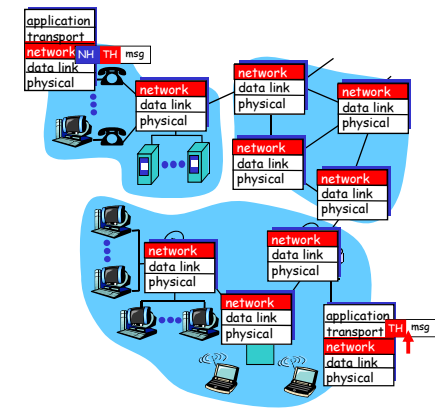 application
transport
network NH TH msg
data link
physical
network
data link
physical
network
data link
physical
network
data link
physical
network
data link
physical
network
data link
physical
network
data link
physical
network
data link
physical
network
data link
physical
application
transport TH msg
network
data link
physical